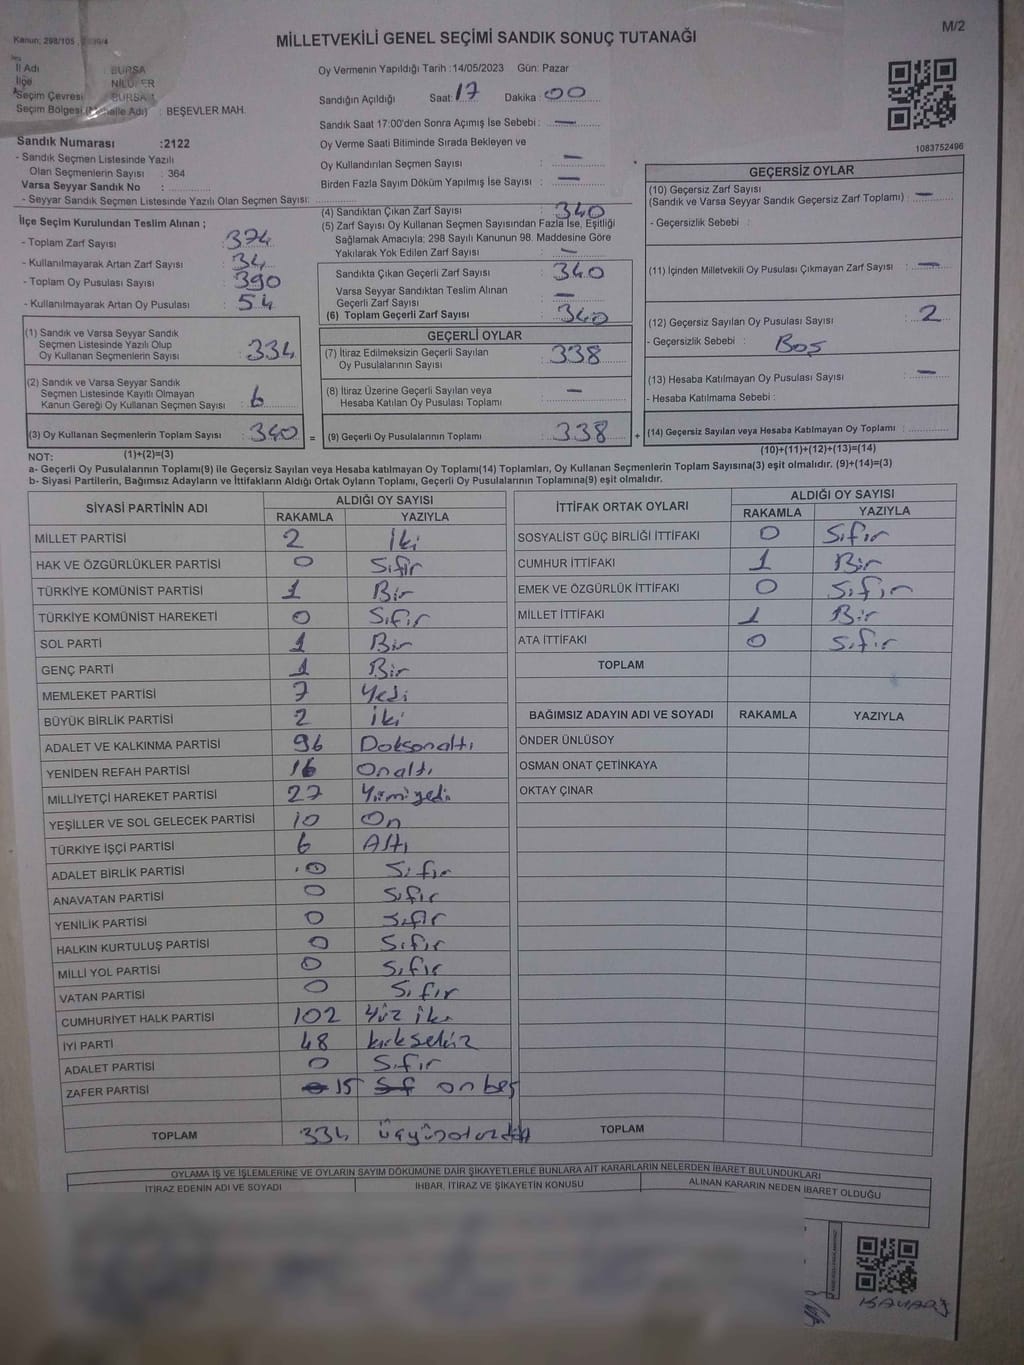 M/2
Kanun: 298/105
MİLLETVEKİLİ GENEL SEÇİMİ SANDIK SONUÇ TUTANAĞI
İl Adı : BURSA
İlçe : NİLÜFER
Seçim Çevresi : BURSA 1
Seçim Bölgesi (Mahalle Adı) : BEŞEVLER MAH.
Oy Vermenin Yapıldığı Tarih :14/05/2023 Gün: Pazar
Sandığın Açıldığı Saat: 17 Dakika : 00
Sandık Saat 17:00'den Sonra Açımış İse Sebebi : —
Oy Verme Saati Bitiminde Sırada Bekleyen ve
Oy Kullandırılan Seçmen Sayısı : —
Birden Fazla Sayım Döküm Yapılmış İse Sayısı : —
1083752496
Sandık Numarası :2122
- Sandık Seçmen Listesinde Yazılı
Olan Seçmenlerin Sayısı : 364
Varsa Seyyar Sandık No :
- Seyyar Sandık Seçmen Listesinde Yazılı Olan Seçmen Sayısı:
İlçe Seçim Kurulundan Teslim Alınan ;
- Toplam Zarf Sayısı : 374
- Kullanılmayarak Artan Zarf Sayısı : 34
- Toplam Oy Pusulası Sayısı : 390
- Kullanılmayarak Artan Oy Pusulası : 54
(1) Sandık ve Varsa Seyyar Sandık
Seçmen Listesinde Yazılı Olup
Oy Kullanan Seçmenlerin Sayısı : 334
(2) Sandık ve Varsa Seyyar Sandık
Seçmen Listesinde Kayıtlı Olmayan
Kanun Gereği Oy Kullanan Seçmen Sayısı : 6
(3) Oy Kullanan Seçmenlerin Toplam Sayısı : 340 =
(1)+(2)=(3)
(4) Sandıktan Çıkan Zarf Sayısı : 340
(5) Zarf Sayısı Oy Kullanan Seçmen Sayısından Fazla İse, Eşitliği
Sağlamak Amacıyla; 298 Sayılı Kanunun 98. Maddesine Göre
Yakılarak Yok Edilen Zarf Sayısı : —
Sandıkta Çıkan Geçerli Zarf Sayısı : 340
Varsa Seyyar Sandıktan Teslim Alınan
Geçerli Zarf Sayısı : —
(6) Toplam Geçerli Zarf Sayısı : 340
GEÇERLİ OYLAR
(7) İtiraz Edilmeksizin Geçerli Sayılan
Oy Pusulalarının Sayısı : 338
(8) İtiraz Üzerine Geçerli Sayılan veya
Hesaba Katılan Oy Pusulası Toplamı : —
(9) Geçerli Oy Pusulalarının Toplamı : 338 +
GEÇERSİZ OYLAR
(10) Geçersiz Zarf Sayısı
(Sandık ve Varsa Seyyar Sandık Geçersiz Zarf Toplamı) : —
- Geçersizlik Sebebi :
(11) İçinden Milletvekili Oy Pusulası Çıkmayan Zarf Sayısı : —
(12) Geçersiz Sayılan Oy Pusulası Sayısı : 2
- Geçersizlik Sebebi : Boş
(13) Hesaba Katılmayan Oy Pusulası Sayısı : —
- Hesaba Katılmama Sebebi :
(14) Geçersiz Sayılan veya Hesaba Katılmayan Oy Toplamı :
(10)+(11)+(12)+(13)=(14)
NOT:
a- Geçerli Oy Pusulalarının Toplamı(9) ile Geçersiz Sayılan veya Hesaba katılmayan Oy Toplamı(14) Toplamları, Oy Kullanan Seçmenlerin Toplam Sayısına(3) eşit olmalıdır. (9)+(14)=(3)
b- Siyasi Partilerin, Bağımsız Adayların ve İttifakların Aldığı Ortak Oyların Toplamı, Geçerli Oy Pusulalarının Toplamına(9) eşit olmalıdır.
SİYASİ PARTİNİN ADI ALDIĞI OY SAYISI
RAKAMLA YAZIYLA
MİLLET PARTİSİ 2 İki
HAK VE ÖZGÜRLÜKLER PARTİSİ 0 Sıfır
TÜRKİYE KOMÜNİST PARTİSİ 1 Bir
TÜRKİYE KOMÜNİST HAREKETİ 0 Sıfır
SOL PARTİ 1 Bir
GENÇ PARTİ 1 Bir
MEMLEKET PARTİSİ 7 Yedi
BÜYÜK BİRLİK PARTİSİ 2 İki
ADALET VE KALKINMA PARTİSİ 96 Doksanaltı
YENİDEN REFAH PARTİSİ 16 Onaltı
MİLLİYETÇİ HAREKET PARTİSİ 27 Yirmiyedi
YEŞİLLER VE SOL GELECEK PARTİSİ 10 On
TÜRKİYE İŞÇİ PARTİSİ 6 Altı
ADALET BİRLİK PARTİSİ 0 Sıfır
ANAVATAN PARTİSİ 0 Sıfır
YENİLİK PARTİSİ 0 Sıfır
HALKIN KURTULUŞ PARTİSİ 0 Sıfır
MİLLİ YOL PARTİSİ 0 Sıfır
VATAN PARTİSİ 0 Sıfır
CUMHURİYET HALK PARTİSİ 102 Yüz iki
İYİ PARTİ 48 kırksekiz
ADALET PARTİSİ 0 Sıfır
ZAFER PARTİSİ 0 15 Sf on beş
TOPLAM 334 üçyüzotuzdört
İTTİFAK ORTAK OYLARI ALDIĞI OY SAYISI
RAKAMLA YAZIYLA
SOSYALİST GÜÇ BİRLİĞİ İTTİFAKI 0 Sıfır
CUMHUR İTTİFAKI 1 Bir
EMEK VE ÖZGÜRLÜK İTTİFAKI 0 Sıfır
MİLLET İTTİFAKI 1 Bir
ATA İTTİFAKI 0 Sıfır
TOPLAM
BAĞIMSIZ ADAYIN ADI VE SOYADI RAKAMLA YAZIYLA
ÖNDER ÜNLÜSOY
OSMAN ONAT ÇETİNKAYA
OKTAY ÇINAR
TOPLAM
OYLAMA İŞ VE İŞLEMLERİNE VE OYLARIN SAYIM DÖKÜMÜNE DAİR ŞİKAYETLERLE BUNLARA AİT KARARLARIN NELERDEN İBARET BULUNDUKLARI
İTİRAZ EDENİN ADI VE SOYADI İHBAR, İTİRAZ VE ŞİKAYETİN KONUSU ALINAN KARARIN NEDEN İBARET OLDUĞU